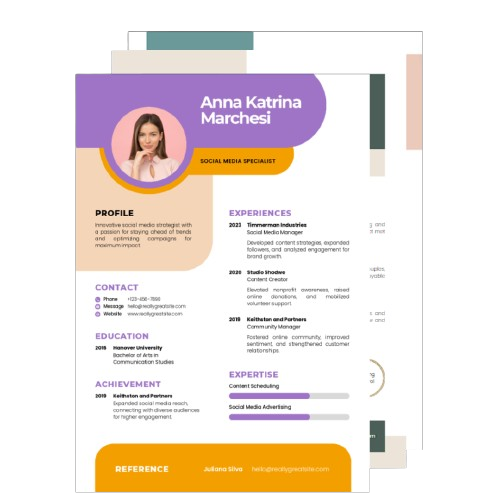 Anna Katrina
Marchesi
SOCIAL MEDIA SPECIALIST
PROFILE
Innovative social media strategist with
a passion for staying ahead of trends
and optimizing campaigns for
maximum impact
CONTACT
Phone +123-456-7890
Message hello@reallygreatsite.com
Website www.reallygreatsite.com
EDUCATION
2018 Hanover University
Bachelor of Arts in
Communication Studies
ACHIEVEMENT
2019 Keithston and Partners
Expanded social media reach,
connecting with diverse audiences
for higher engagement.
EXPERIENCES
2023 Timmerman Industries
Social Media Manager
Developed content strategies, expanded
followers, and analyzed engagement for
brand growth.
2020 Studio Shodwe
Content Creator
Elevated nonprofit awareness, raised
online donations, and mobilized
volunteer support.
2019 Keithston and Partners
Community Manager
Fostered online community, improved
sentiment, and strengthened customer
relationships.
EXPERTISE
Content Scheduling
Social Media Advertising
REFERENCE Juliana Silva hello@reallygreatsite.com